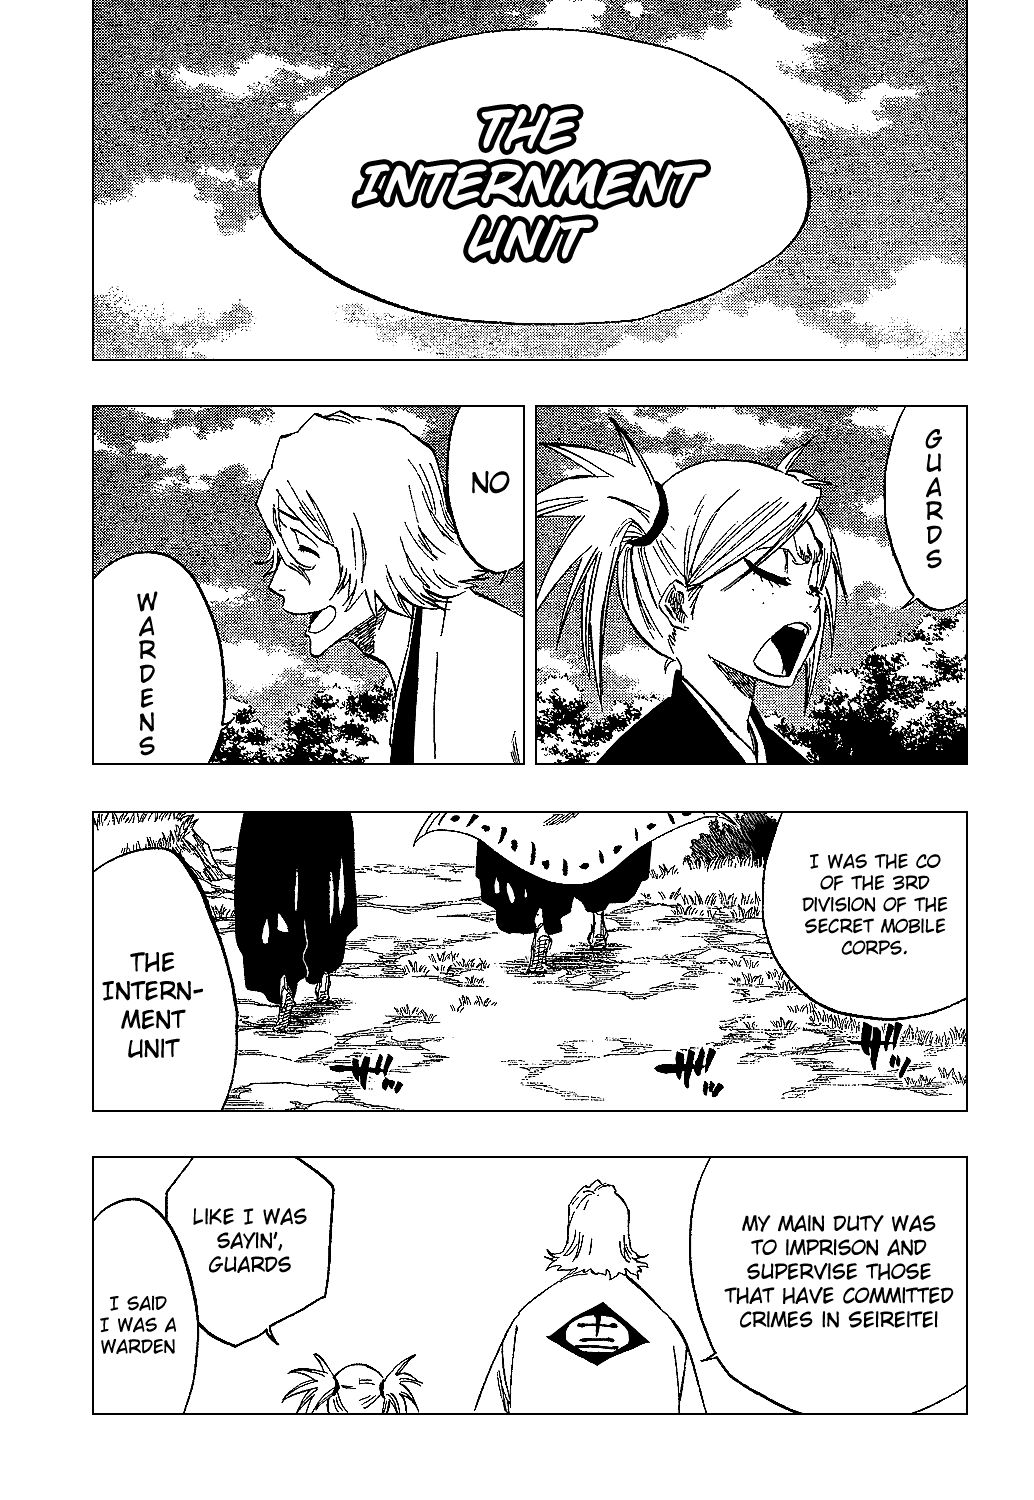 THE
INTERNMENT
UNIT
GUARDS
NO
WARDENS
I WAS THE CO
OF THE 3RD
DIVISION OF THE
SECRET MOBILE
CORPS.
THE
INTERN-
MENT
UNIT
MY MAIN DUTY WAS
TO IMPRISON AND
SUPERVISE THOSE
THAT HAVE COMMITTED
CRIMES IN SEIREITEI
LIKE I WAS
SAYIN',
GUARDS
I SAID
I WAS A
WARDEN